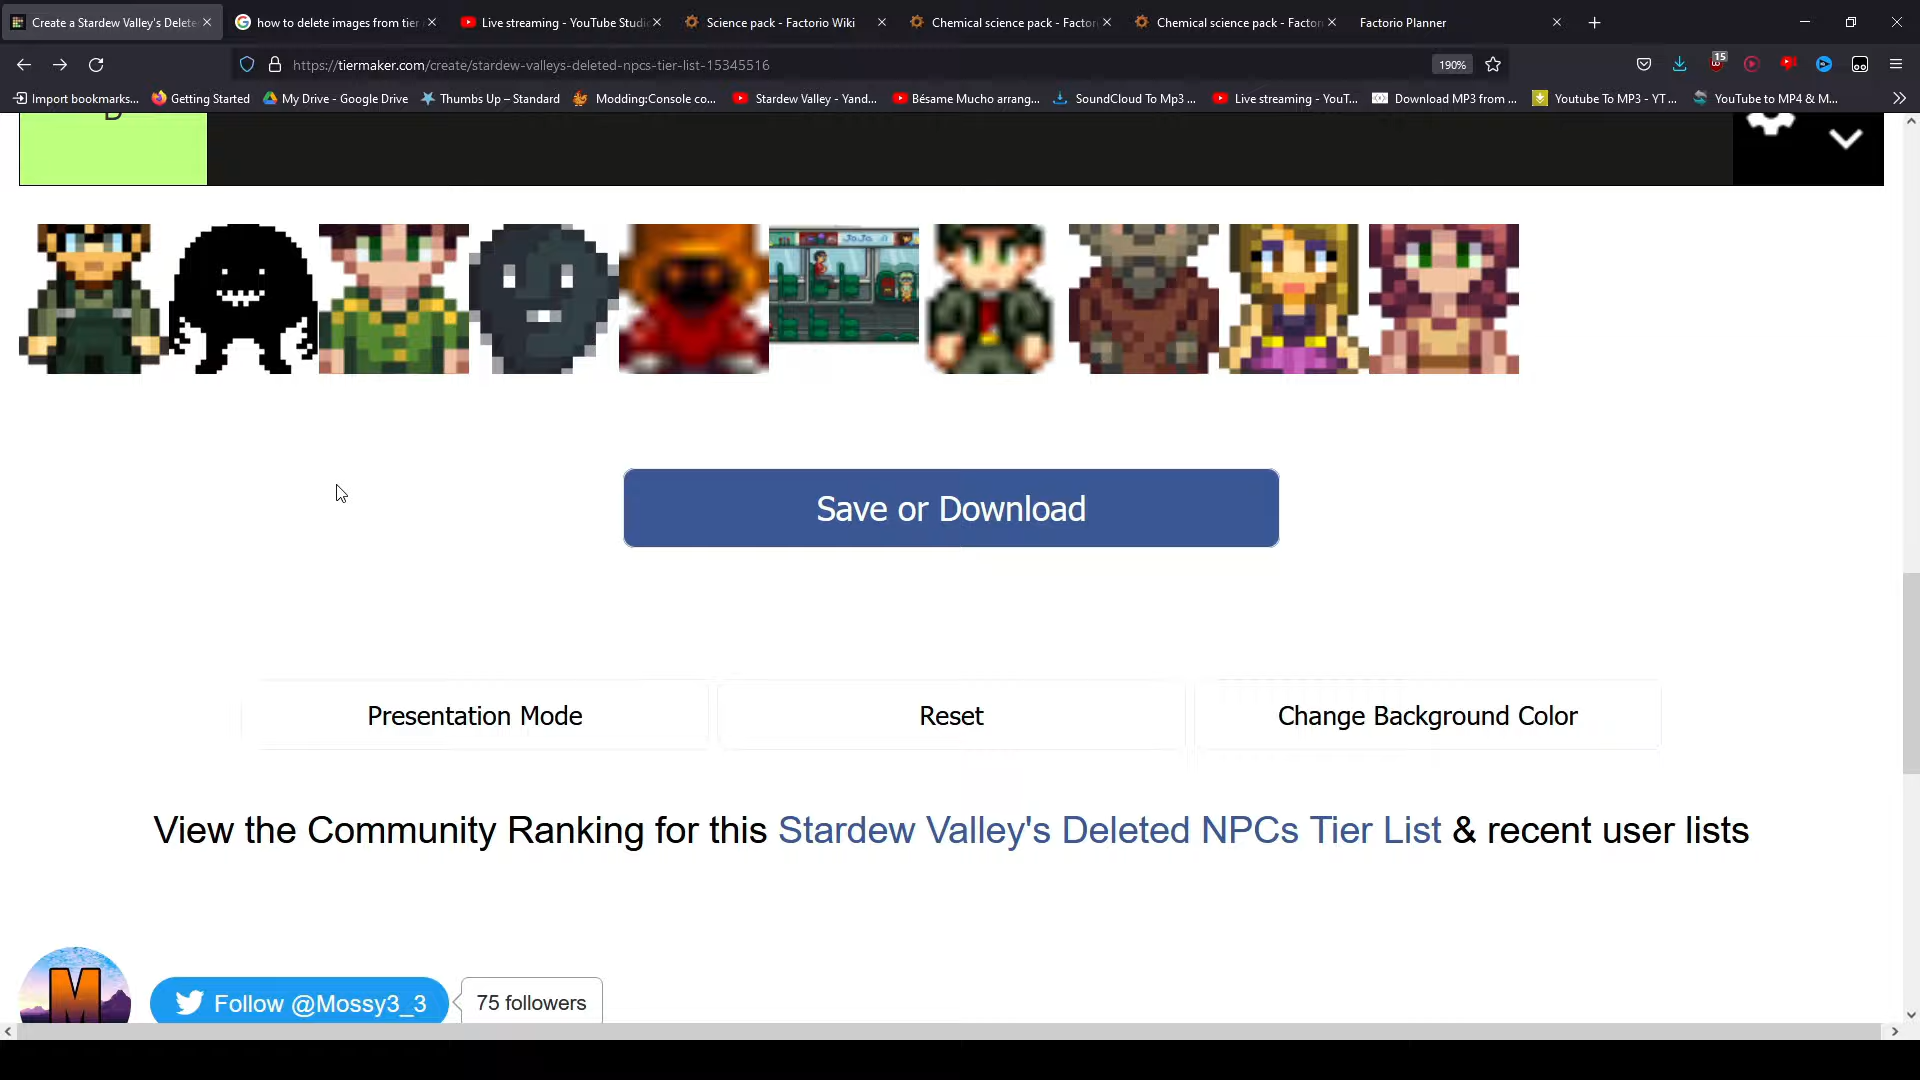 Create a Stardew Valley's Delete
how to delete images from tier
Live streaming - YouTube Studio
Science pack - Factorio Wiki
Chemical science pack - Factor
Chemical science pack - Factor
Factorio Planner
https://tiermaker.com/create/stardew-valleys-deleted-npcs-tier-list-15345516
190%
15
Import bookmarks...
Getting Started
My Drive - Google Drive
Thumbs Up – Standard
Modding:Console co...
Stardew Valley - Yand...
Bésame Mucho arrang...
SoundCloud To Mp3 ...
Live streaming - YouT...
Download MP3 from ...
Youtube To MP3 - YT ...
YouTube to MP4 & M...
JoJa
Save or Download
Presentation Mode
Reset
Change Background Color
View the Community Ranking for this Stardew Valley's Deleted NPCs Tier List & recent user lists
M
Follow @Mossy3_3
75 followers